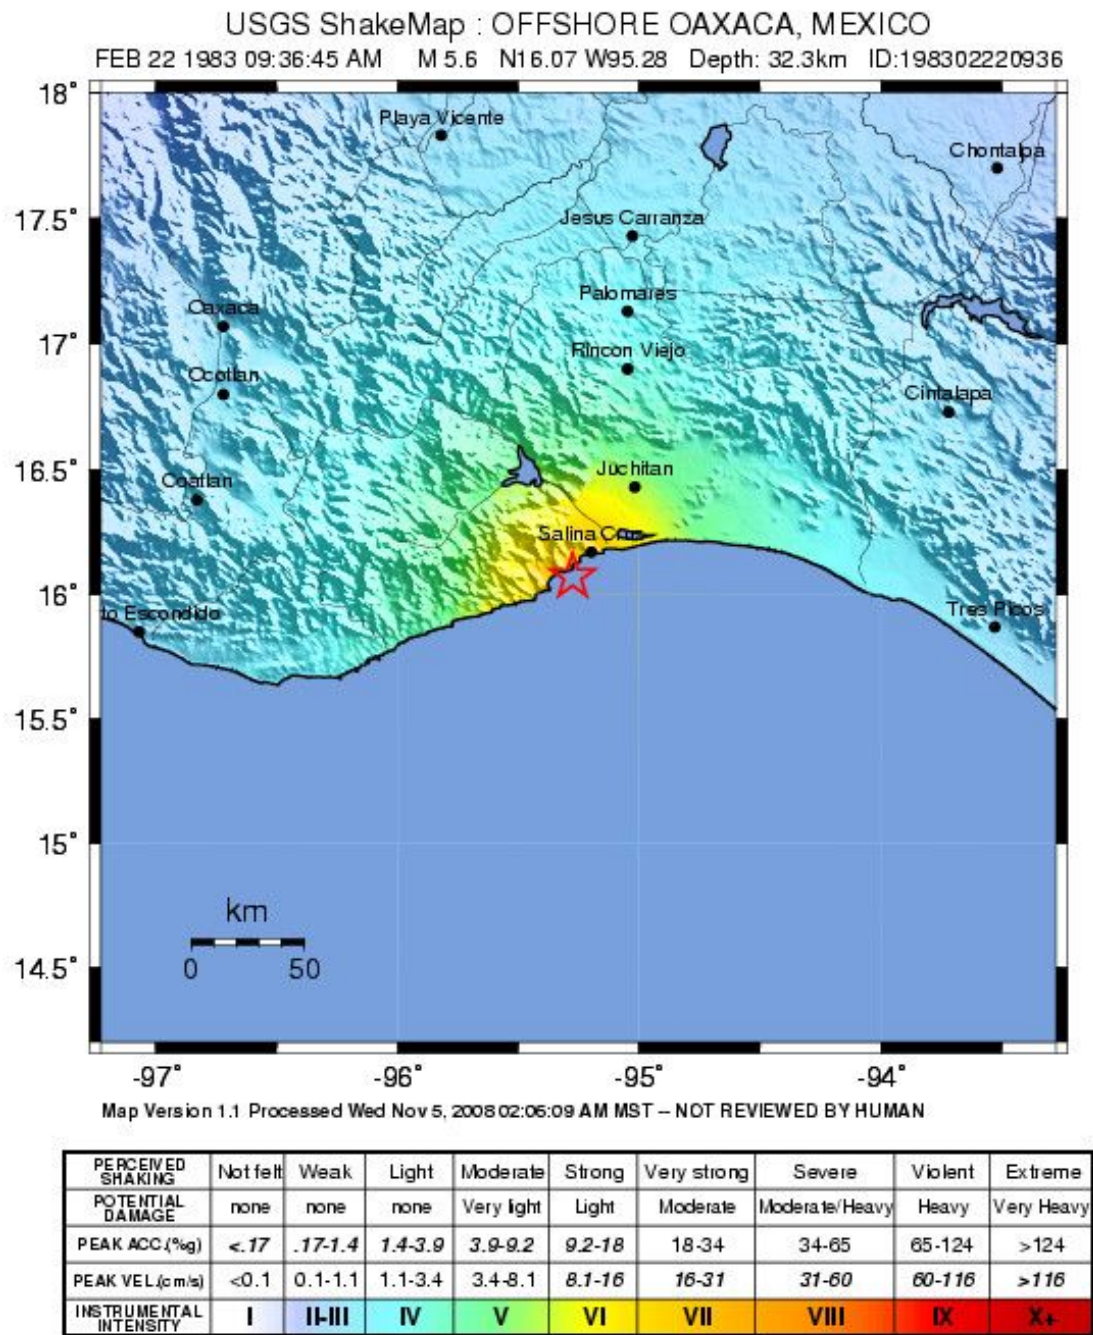 USGS ShakeMap : OFFSHORE OAXACA, MEXICO
FEB 22 1983 09:36:45 AM M 5.6 N16.07 W95.28 Depth: 32.3km ID:198302220936
18°
Playa Vicente
Chontalpa
17.5°
Jesus Carranza
Palomares
Oaxaca
17°
Rincon Viejo
Ocotlan
Cintalapa
16.5°
Juchitan
Coatlan
Salina Cruz
16°
to Escondido
Tres Picos
15.5°
15°
km
0 50
14.5°
-97° -96° -95° -94°
Map Version 1.1 Processed Wed Nov 5, 2008 02:06:09 AM MST -- NOT REVIEWED BY HUMAN
PERCEIVED SHAKING Not felt Weak Light Moderate Strong Very strong Severe Violent Extreme
POTENTIAL DAMAGE none none none Very light Light Moderate Moderate/Heavy Heavy Very Heavy
PEAK ACC.(%g) <.17 .17-1.4 1.4-3.9 3.9-9.2 9.2-18 18-34 34-65 65-124 >124
PEAK VEL.(cm/s) <0.1 0.1-1.1 1.1-3.4 3.4-8.1 8.1-16 16-31 31-60 60-116 >116
INSTRUMENTAL INTENSITY I II-III IV V VI VII VIII IX X+